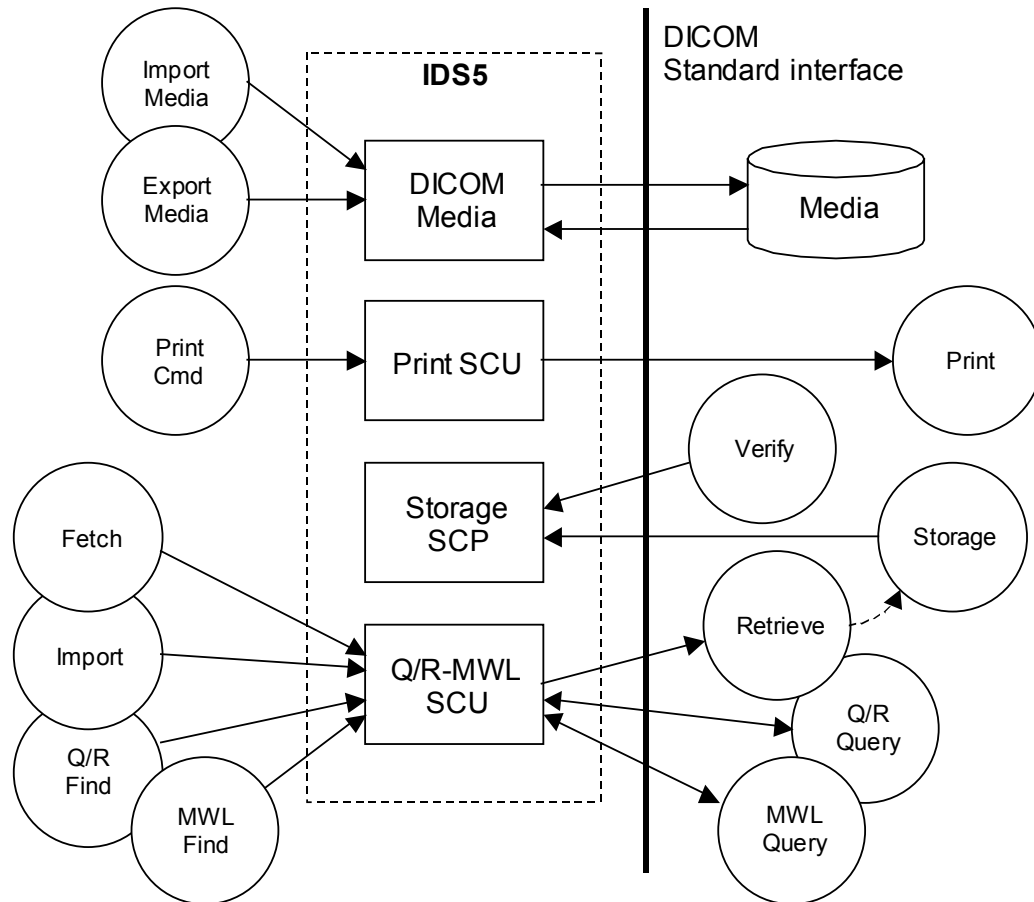 DICOM
Standard interface
IDS5
Import
Media
Export
Media
DICOM
Media
Media
Print
Cmd
Print SCU
Print
Verify
Storage
SCP
Storage
Fetch
Import
Q/R
Find
MWL
Find
Q/R-MWL
SCU
Retrieve
Q/R
Query
MWL
Query